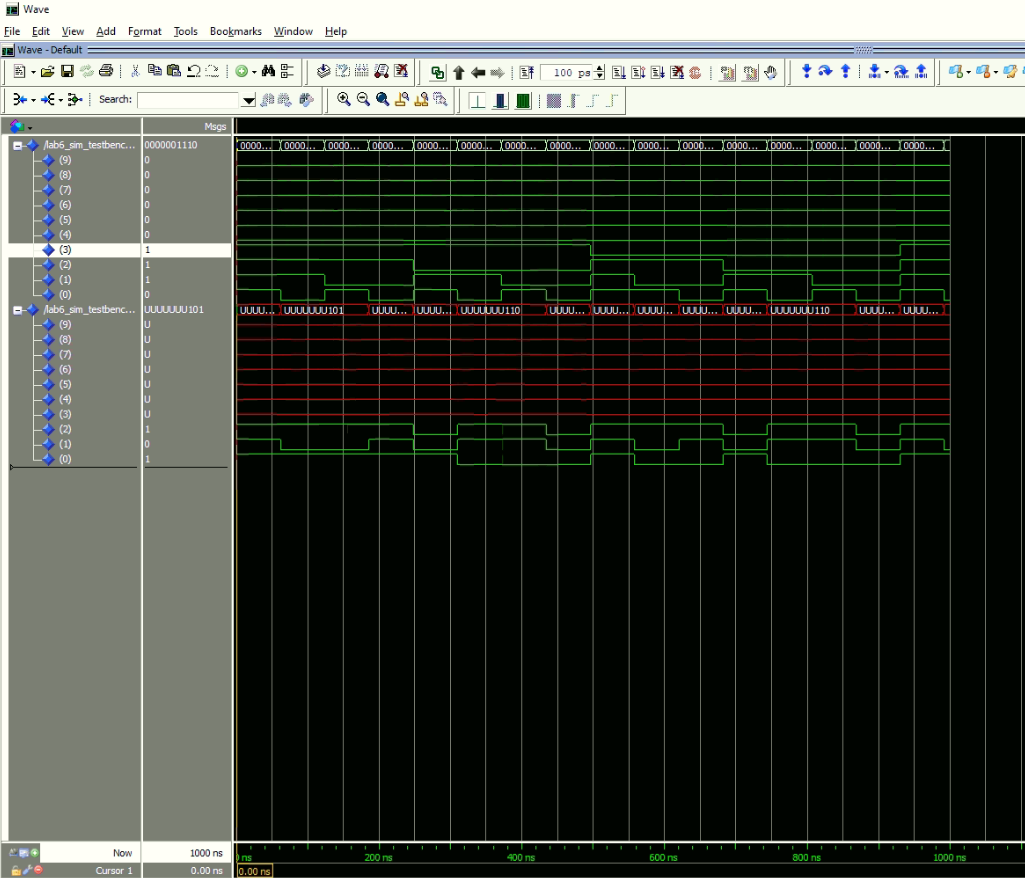 Wave
File Edit View Add Format Tools Bookmarks Window Help
Wave - Default
100 ps
Search:
Msgs
/lab6_sim_testbenc... 0000001110 0000... 0000... 0000... 0000... 0000... 0000... 0000... 0000... 0000... 0000... 0000... 0000... 0000... 0000... 0000... 0000...
(9) 0
(8) 0
(7) 0
(6) 0
(5) 0
(4) 0
(3) 1
(2) 1
(1) 1
(0) 0
/lab6_sim_testbenc... UUUUUUU101 UUUU... UUUUUUU101 UUUU... UUUU... UUUUUUU110 UUUU... UUUU... UUUU... UUUU... UUUU... UUUUUUU110 UUUU... UUUU...
(9) U
(8) U
(7) U
(6) U
(5) U
(4) U
(3) U
(2) 1
(1) 0
(0) 1
Now 1000 ns ns 200 ns 400 ns 600 ns 800 ns 1000 ns
Cursor 1 0.00 ns 0.00 ns